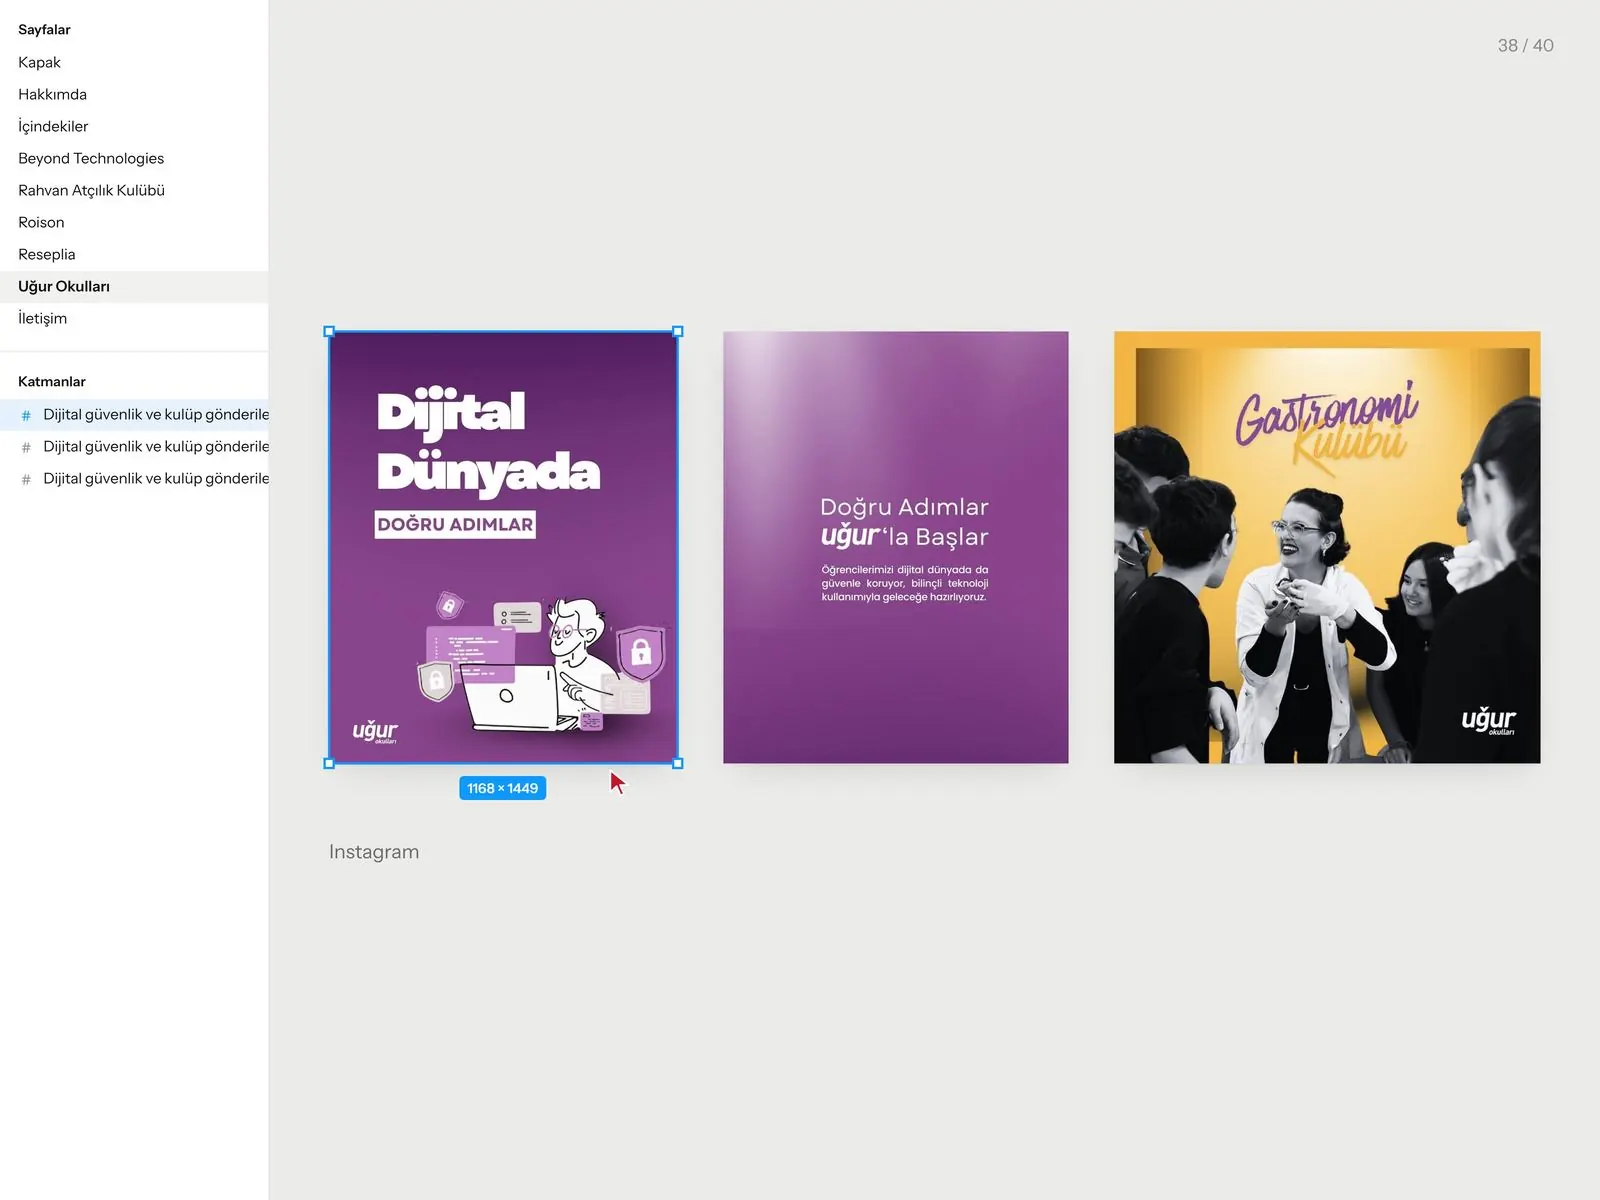 Sayfalar
Kapak
Hakkımda
İçindekiler
Beyond Technologies
Rahvan Atçılık Kulübü
Roison
Reseplia
Uğur Okulları
İletişim
Katmanlar
# Dijital güvenlik ve kulüp gönderile
# Dijital güvenlik ve kulüp gönderile
# Dijital güvenlik ve kulüp gönderile
38 / 40
Dijital
Dünyada
DOĞRU ADIMLAR
uğur
okulları
1168 × 1449
Doğru Adımlar
uğur‘la Başlar
Öğrencilerimizi dijital dünyada da
güvenle koruyor, bilinçli teknoloji
kullanımıyla geleceğe hazırlıyoruz.
Gastronomi
Kulübü
uğur
okulları
Instagram